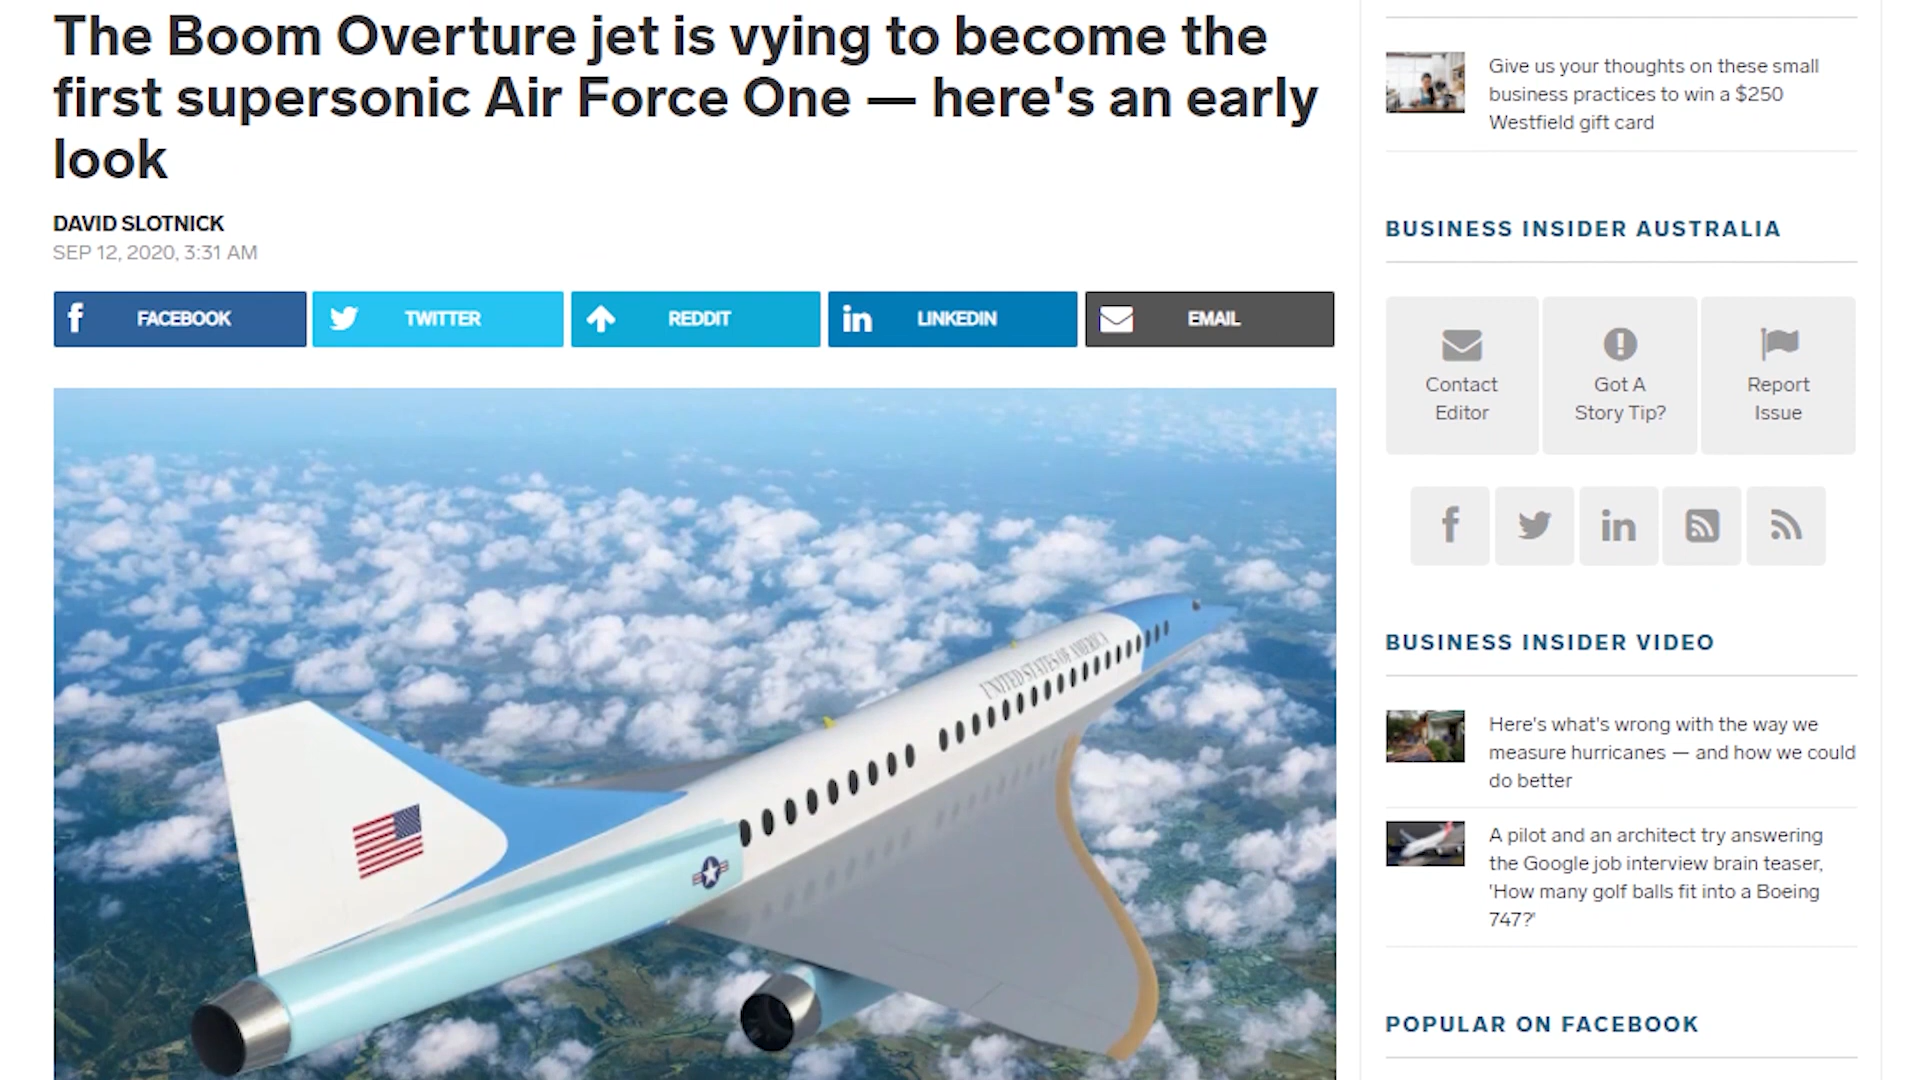 The Boom Overture jet is vying to become the
first supersonic Air Force One — here's an early
look
DAVID SLOTNICK
SEP 12, 2020, 3:31 AM
FACEBOOK
TWITTER
REDDIT
LINKEDIN
EMAIL
UNITED STATES OF AMERICA
Give us your thoughts on these small
business practices to win a $250
Westfield gift card
BUSINESS INSIDER AUSTRALIA
Contact
Editor
Got A
Story Tip?
Report
Issue
BUSINESS INSIDER VIDEO
Here's what's wrong with the way we
measure hurricanes — and how we could
do better
A pilot and an architect try answering
the Google job interview brain teaser,
'How many golf balls fit into a Boeing
747?'
POPULAR ON FACEBOOK